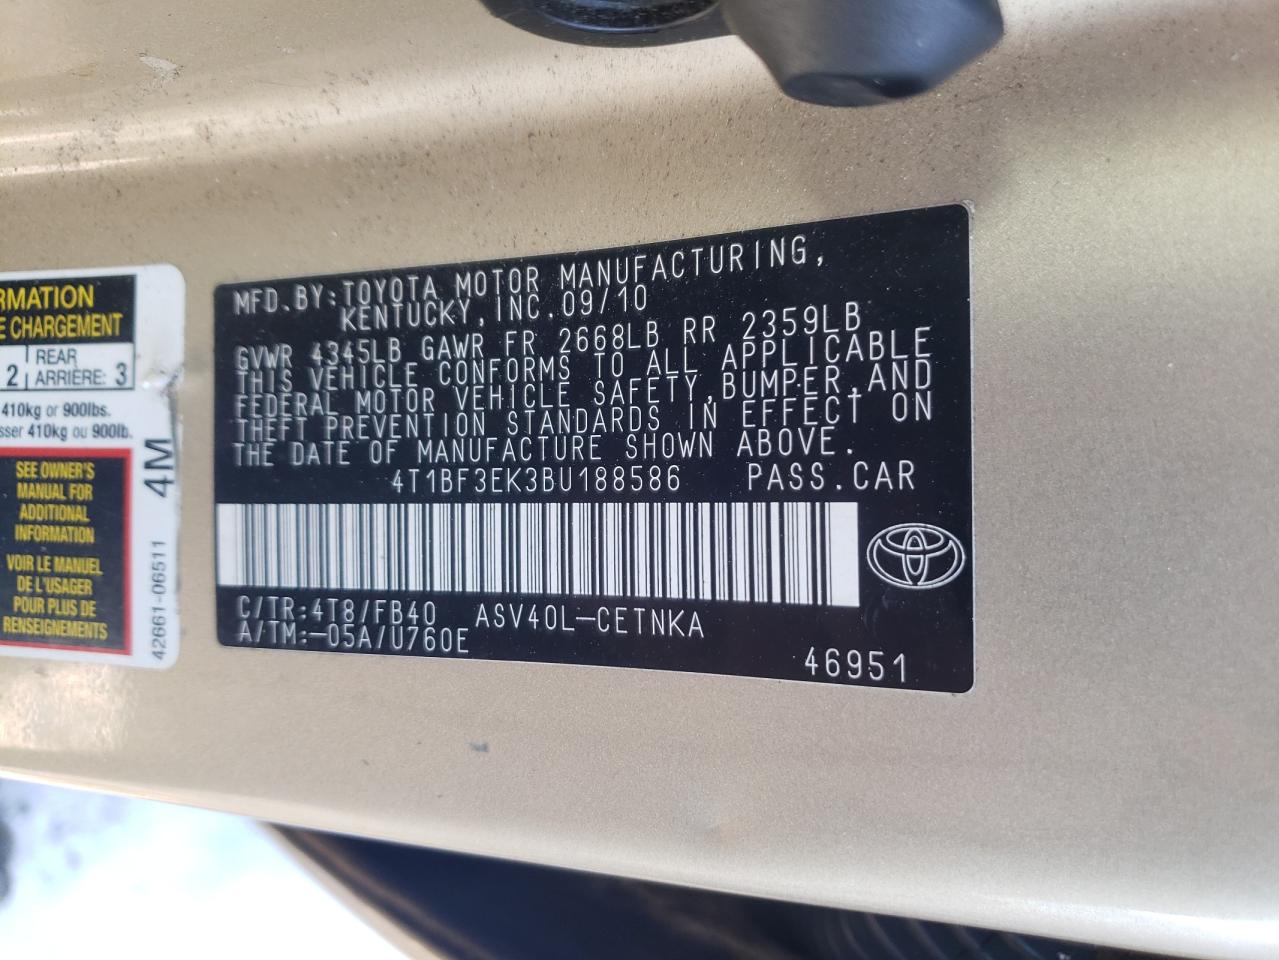 RMATION
E CHARGEMENT
2 REAR
ARRIÈRE: 3
410kg or 900lbs.
sser 410kg ou 900lb.
SEE OWNER'S
MANUAL FOR
ADDITIONAL
INFORMATION
VOIR LE MANUEL
DE L'USAGER
POUR PLUS DE
RENSEIGNEMENTS
4M
42661-06511
MFD.BY:TOYOTA MOTOR MANUFACTURING,
KENTUCKY,INC.09/10
GVWR 4345LB GAWR FR 2668LB RR 2359LB
THIS VEHICLE CONFORMS TO ALL APPLICABLE
FEDERAL MOTOR VEHICLE SAFETY,BUMPER,AND
THEFT PREVENTION STANDARDS IN EFFECT ON
THE DATE OF MANUFACTURE SHOWN ABOVE.
4T1BF3EK3BU188586 PASS.CAR
C/TR:4T8/FB40 ASV40L-CETNKA
A/TM:-05A/U760E
46951